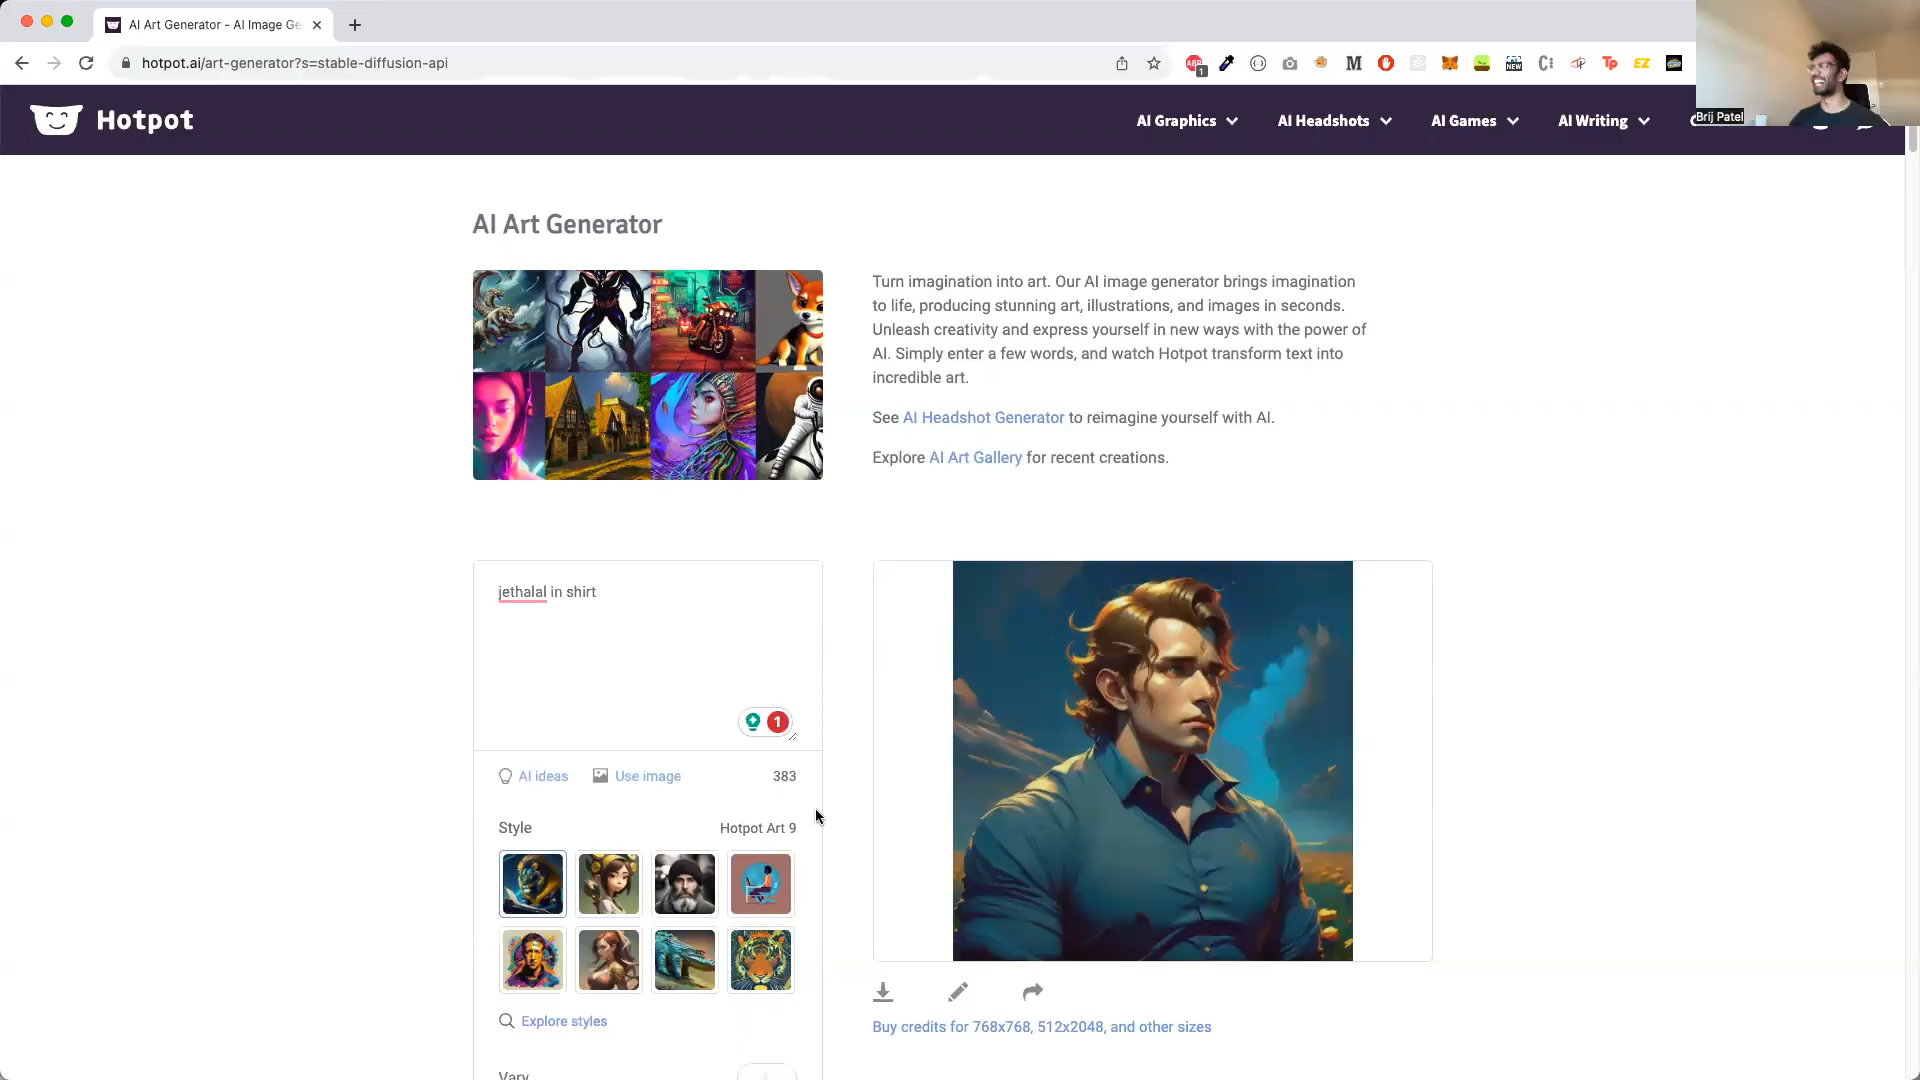 AI Art Generator - AI Image Ge
hotpot.ai/art-generator?s=stable-diffusion-api
ABP
1
M
NEW
Tp
EZ
Hotpot
AI Graphics
AI Headshots
AI Games
AI Writing
Brij Patel
AI Art Generator
Turn imagination into art. Our AI image generator brings imagination
to life, producing stunning art, illustrations, and images in seconds.
Unleash creativity and express yourself in new ways with the power of
AI. Simply enter a few words, and watch Hotpot transform text into
incredible art.
See AI Headshot Generator to reimagine yourself with AI.
Explore AI Art Gallery for recent creations.
jethalal in shirt
1
AI ideas
Use image
383
Style
Hotpot Art 9
Explore styles
Buy credits for 768x768, 512x2048, and other sizes
Vary